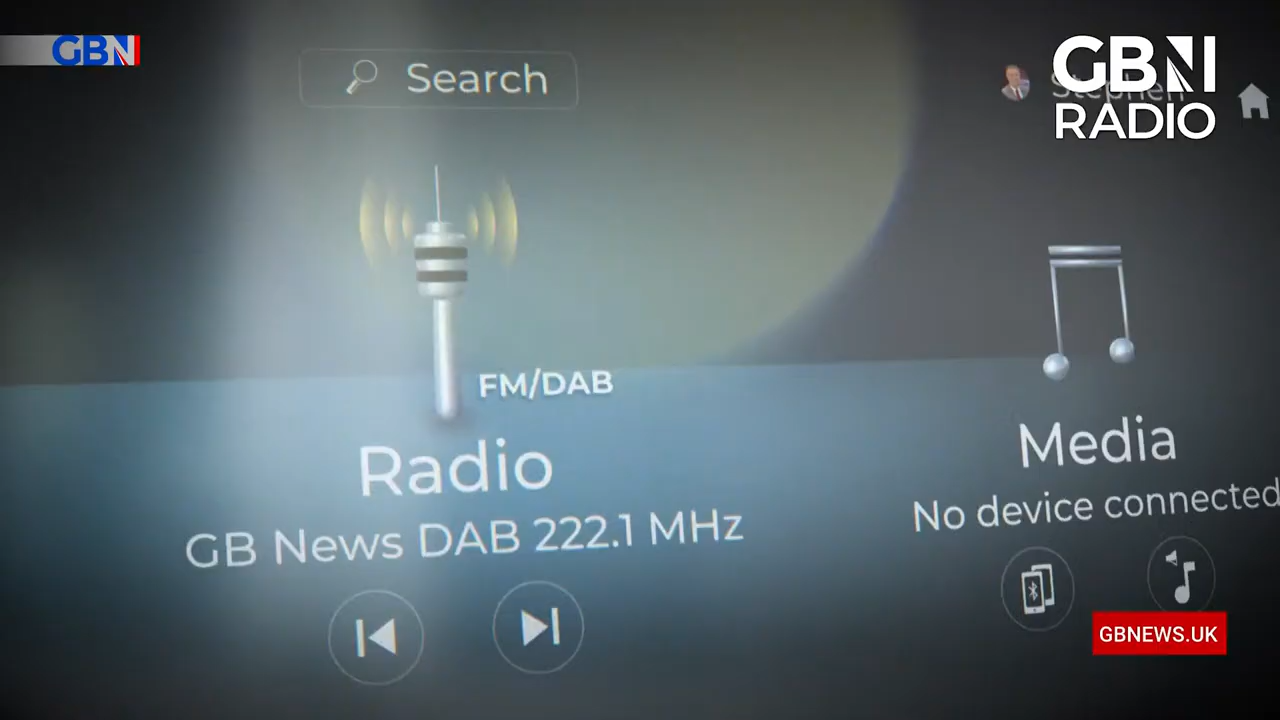 GBN
Search
Stephen
GBN
RADIO
FM/DAB
Radio
GB News DAB 222.1 MHz
Media
No device connected
GBNEWS.UK